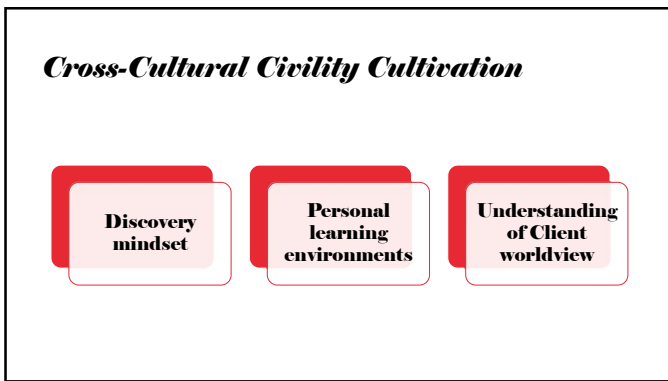 Cross-Cultural Civility Cultivation
Discovery
mindset
Personal
learning
environments
Understanding
of Client
worldview